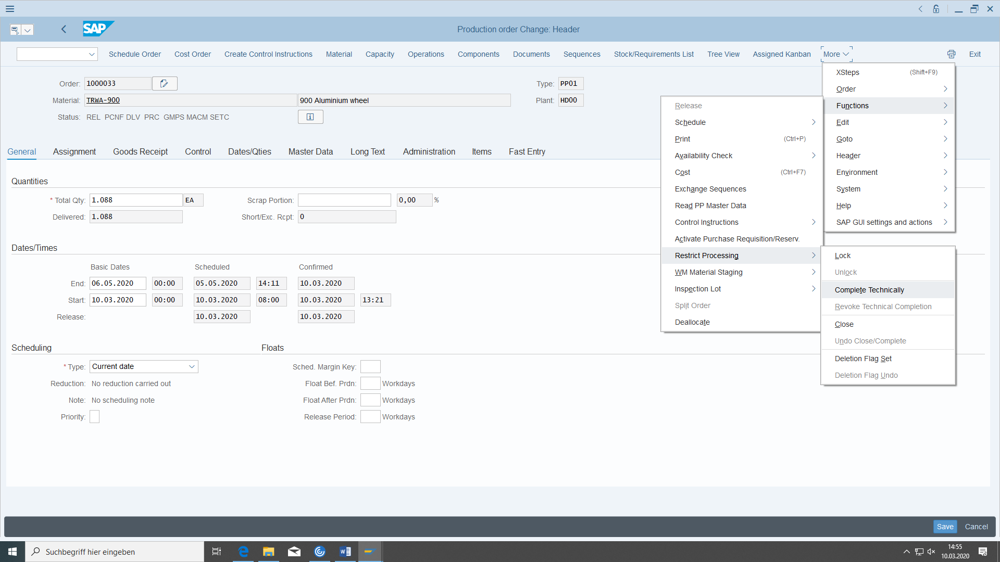 SAP
Production order Change: Header
Schedule Order Cost Order Create Control Instructions Material Capacity Operations Components Documents Sequences Stock/Requirements List Tree View Assigned Kanban More Exit
Order: 1000033 Type: PP01
Material: TRWA-900 900 Aluminium wheel Plant: HD00
Status: REL PCNF DLV PRC GMPS MACM SETC
General Assignment Goods Receipt Control Dates/Qties Master Data Long Text Administration Items Fast Entry
Quantities
* Total Qty: 1.088 EA Scrap Portion: 0,00 %
Delivered: 1.088 Short/Exc. Rcpt: 0
Dates/Times
Basic Dates Scheduled Confirmed
End: 06.05.2020 00:00 05.05.2020 14:11 10.03.2020
Start: 10.03.2020 00:00 10.03.2020 08:00 10.03.2020 13:21
Release: 10.03.2020 10.03.2020
Scheduling Floats
* Type: Current date Sched. Margin Key:
Reduction: No reduction carried out Float Bef. Prdn: Workdays
Note: No scheduling note Float After Prdn: Workdays
Priority: Release Period: Workdays
XSteps (Shift+F9)
Order
Functions
Edit
Goto
Header
Environment
System
Help
SAP GUI settings and actions
Release
Schedule
Print (Ctrl+P)
Availability Check
Cost (Ctrl+F7)
Exchange Sequences
Read PP Master Data
Control Instructions
Activate Purchase Requisition/Reserv.
Restrict Processing
WM Material Staging
Inspection Lot
Split Order
Deallocate
Lock
Unlock
Complete Technically
Revoke Technical Completion
Close
Undo Close/Complete
Deletion Flag Set
Deletion Flag Undo
Save Cancel
Suchbegriff hier eingeben
14:55
10.03.2020